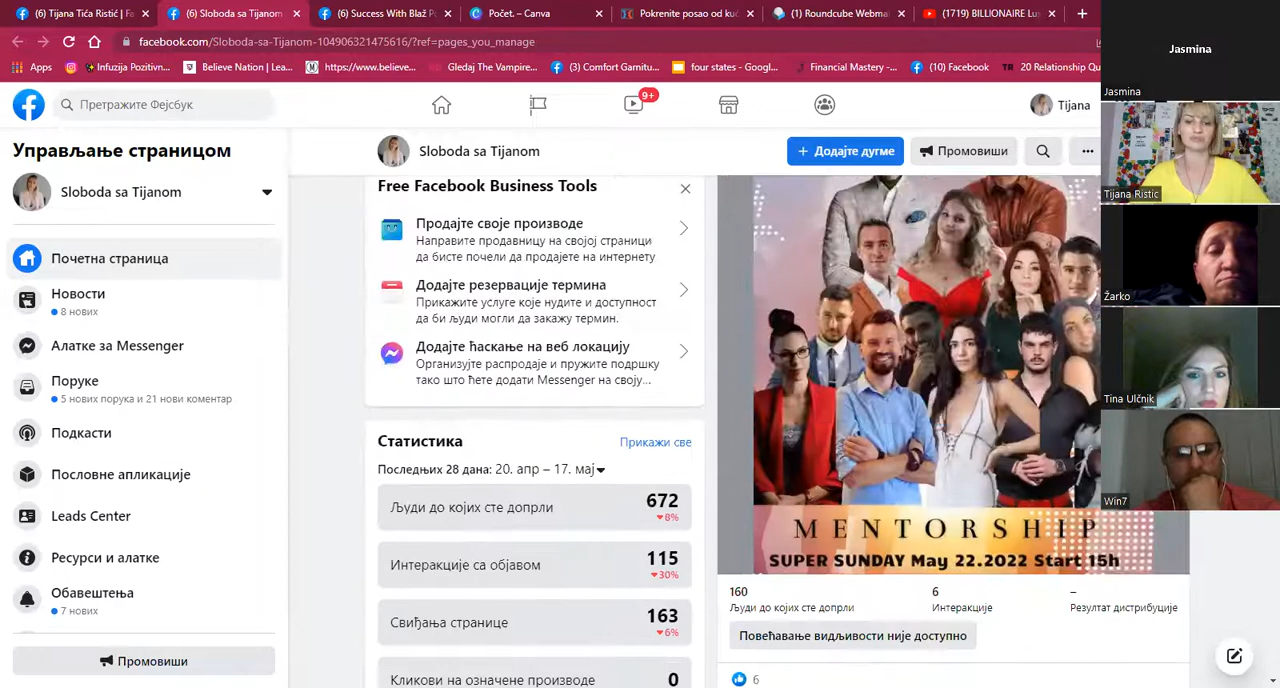 (6) Tijana Tića Ristić | Fa
(6) Sloboda sa Tijanom
(6) Success With Blaž Po
Počet. – Canva
Pokrenite posao od kuć
(1) Roundcube Webma
(1719) BILLIONAIRE Lu
facebook.com/Sloboda-sa-Tijanom-104906321475616/?ref=pages_you_manage
Apps
Infuzija Pozitivn...
Believe Nation | Lea...
https://www.believe...
Gledaj The Vampire...
(3) Comfort Garnitu...
four states - Googl...
Financial Mastery -...
(10) Facebook
20 Relationship Qu
Претражите Фејсбук
9+
Tijana
Управљање страницом
Sloboda sa Tijanom
Почетна страница
Новости
8 нових
Алатке за Messenger
Поруке
5 нових порука и 21 нови коментар
Подкасти
Пословне апликације
Leads Center
Ресурси и алатке
Обавештења
7 нових
Промовиши
Sloboda sa Tijanom
+ Додајте дугме
Промовиши
Free Facebook Business Tools
Продајте своје производе
Направите продавницу на својој страници
да бисте почели да продајете на интернету
Додајте резервације термина
Прикажите услуге које нудите и доступност
да би људи могли да закажу термин.
Додајте ћаскање на веб локацију
Организујте распродаје и пружите подршку
тако што ћете додати Messenger на своју...
Статистика
Прикажи све
Последњих 28 дана: 20. апр – 17. мај
Људи до којих сте допрли
672
8%
Интеракције са објавом
115
30%
Свиђања странице
163
6%
Кликови на означене производе
0
MENTORSHIP
SUPER SUNDAY May 22.2022 Start 15h
160
Људи до којих сте допрли
6
Интеракције
–
Резултат дистрибуције
Повећавање видљивости није доступно
6
Jasmina
Jasmina
Tijana Ristic
Žarko
Tina Ulčnik
Win7